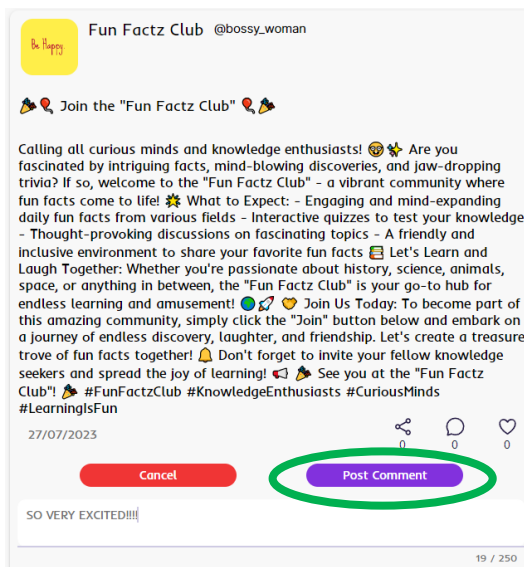 Be Happy.
Fun Factz Club @bossy_woman
🎉🎈 Join the "Fun Factz Club" 🎈🎉
Calling all curious minds and knowledge enthusiasts! 🤓🌟 Are you
fascinated by intriguing facts, mind-blowing discoveries, and jaw-dropping
trivia? If so, welcome to the "Fun Factz Club" - a vibrant community where
fun facts come to life! 🌟 What to Expect: - Engaging and mind-expanding
daily fun facts from various fields - Interactive quizzes to test your knowledge
- Thought-provoking discussions on fascinating topics - A friendly and
inclusive environment to share your favorite fun facts 📚 Let's Learn and
Laugh Together: Whether you're passionate about history, science, animals,
space, or anything in between, the "Fun Factz Club" is your go-to hub for
endless learning and amusement! 🌍🚀 💛 Join Us Today: To become part of
this amazing community, simply click the "Join" button below and embark on
a journey of endless discovery, laughter, and friendship. Let's create a treasure
trove of fun facts together! 🔔 Don't forget to invite your fellow knowledge
seekers and spread the joy of learning! 📢 🎉 See you at the "Fun Factz
Club"! 🎉 #FunFactzClub #KnowledgeEnthusiasts #CuriousMinds
#LearningIsFun
27/07/2023
0 0 0
Cancel Post Comment
SO VERY EXCITED!!!!
19 / 250